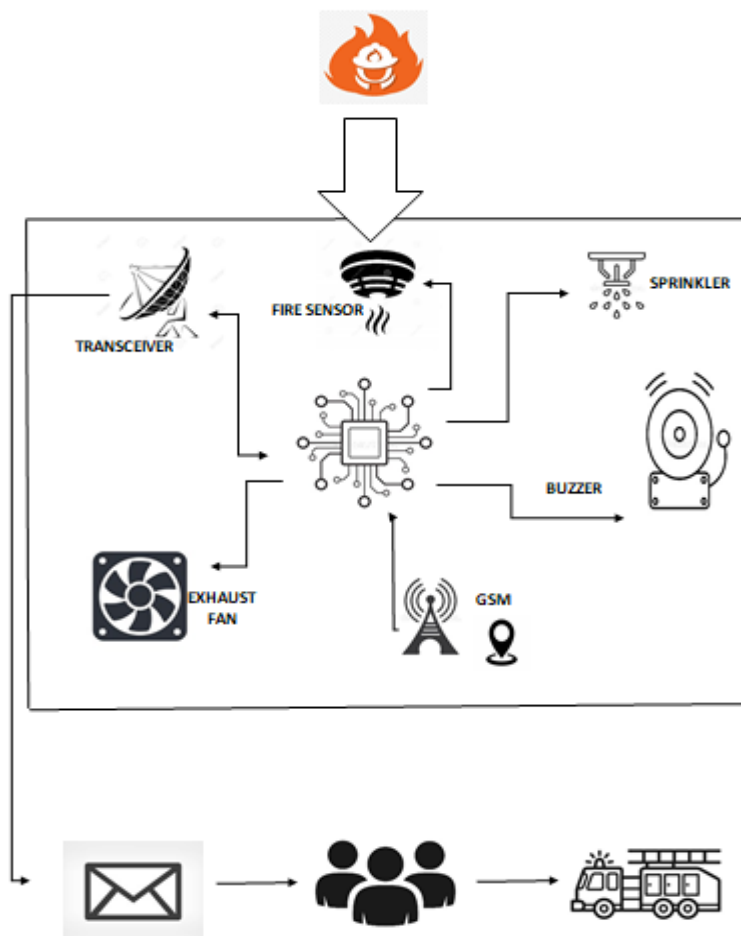 SPRINKLER
FIRE SENSOR
TRANSCEIVER
BUZZER
EXHAUST
FAN
GSM